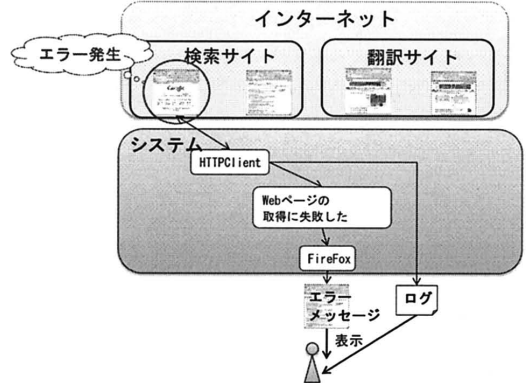 インターネット
エラー発生
検索サイト
翻訳サイト
Google
システム
HTTPClient
Webページの
取得に失敗した
FireFox
エラー
メッセージ
ログ
表示